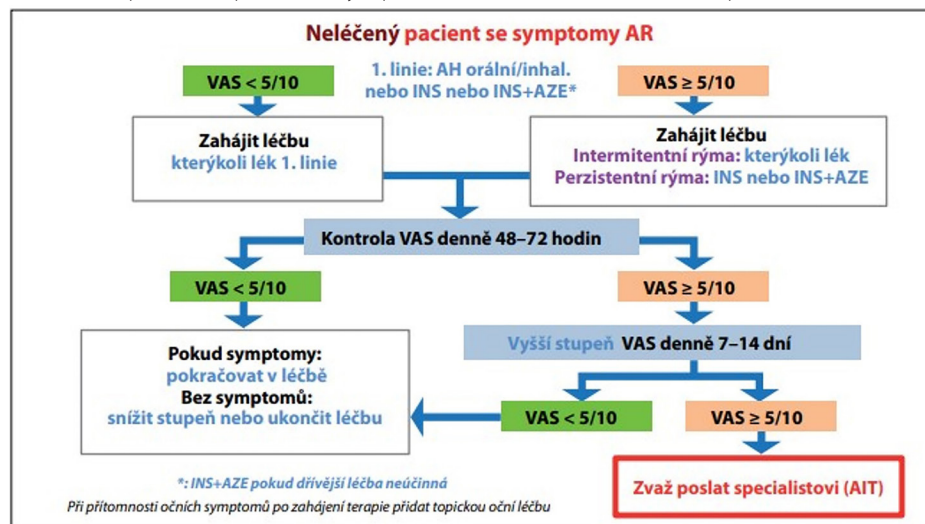 Neléčený pacient se symptomy AR
VAS < 5/10
1. linie: AH orální/inhal.
nebo INS nebo INS+AZE*
VAS ≥ 5/10
Zahájit léčbu
kterýkoli lék 1. linie
Zahájit léčbu
Intermitentní rýma: kterýkoli lék
Perzistentní rýma: INS nebo INS+AZE
Kontrola VAS denně 48–72 hodin
VAS < 5/10
VAS ≥ 5/10
Vyšší stupeň VAS denně 7–14 dní
Pokud symptomy:
pokračovat v léčbě
Bez symptomů:
snížit stupeň nebo ukončit léčbu
VAS < 5/10
VAS ≥ 5/10
*: INS+AZE pokud dřívější léčba neúčinná
Zvaž poslat specialistovi (AIT)
Při přítomnosti očních symptomů po zahájení terapie přidat topickou oční léčbu